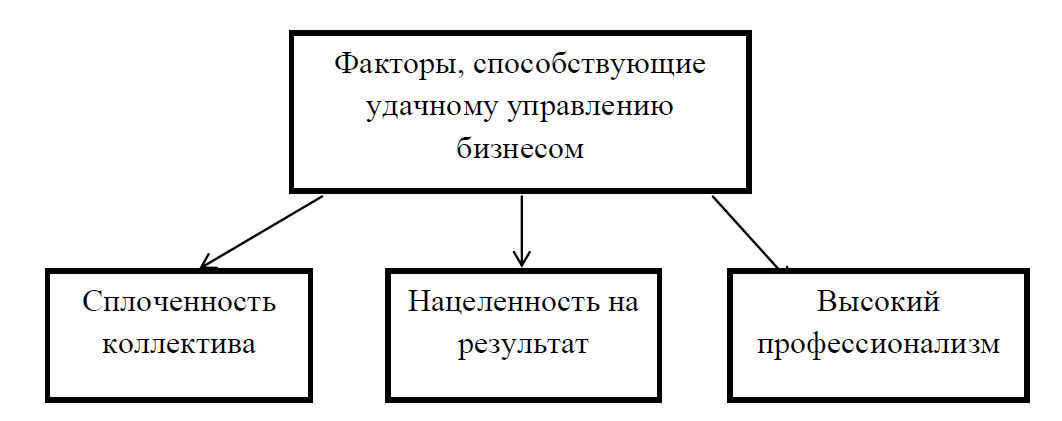 Факторы, способствующие
удачному управлению
бизнесом
Сплоченность
коллектива
Нацеленность на
результат
Высокий
профессионализм